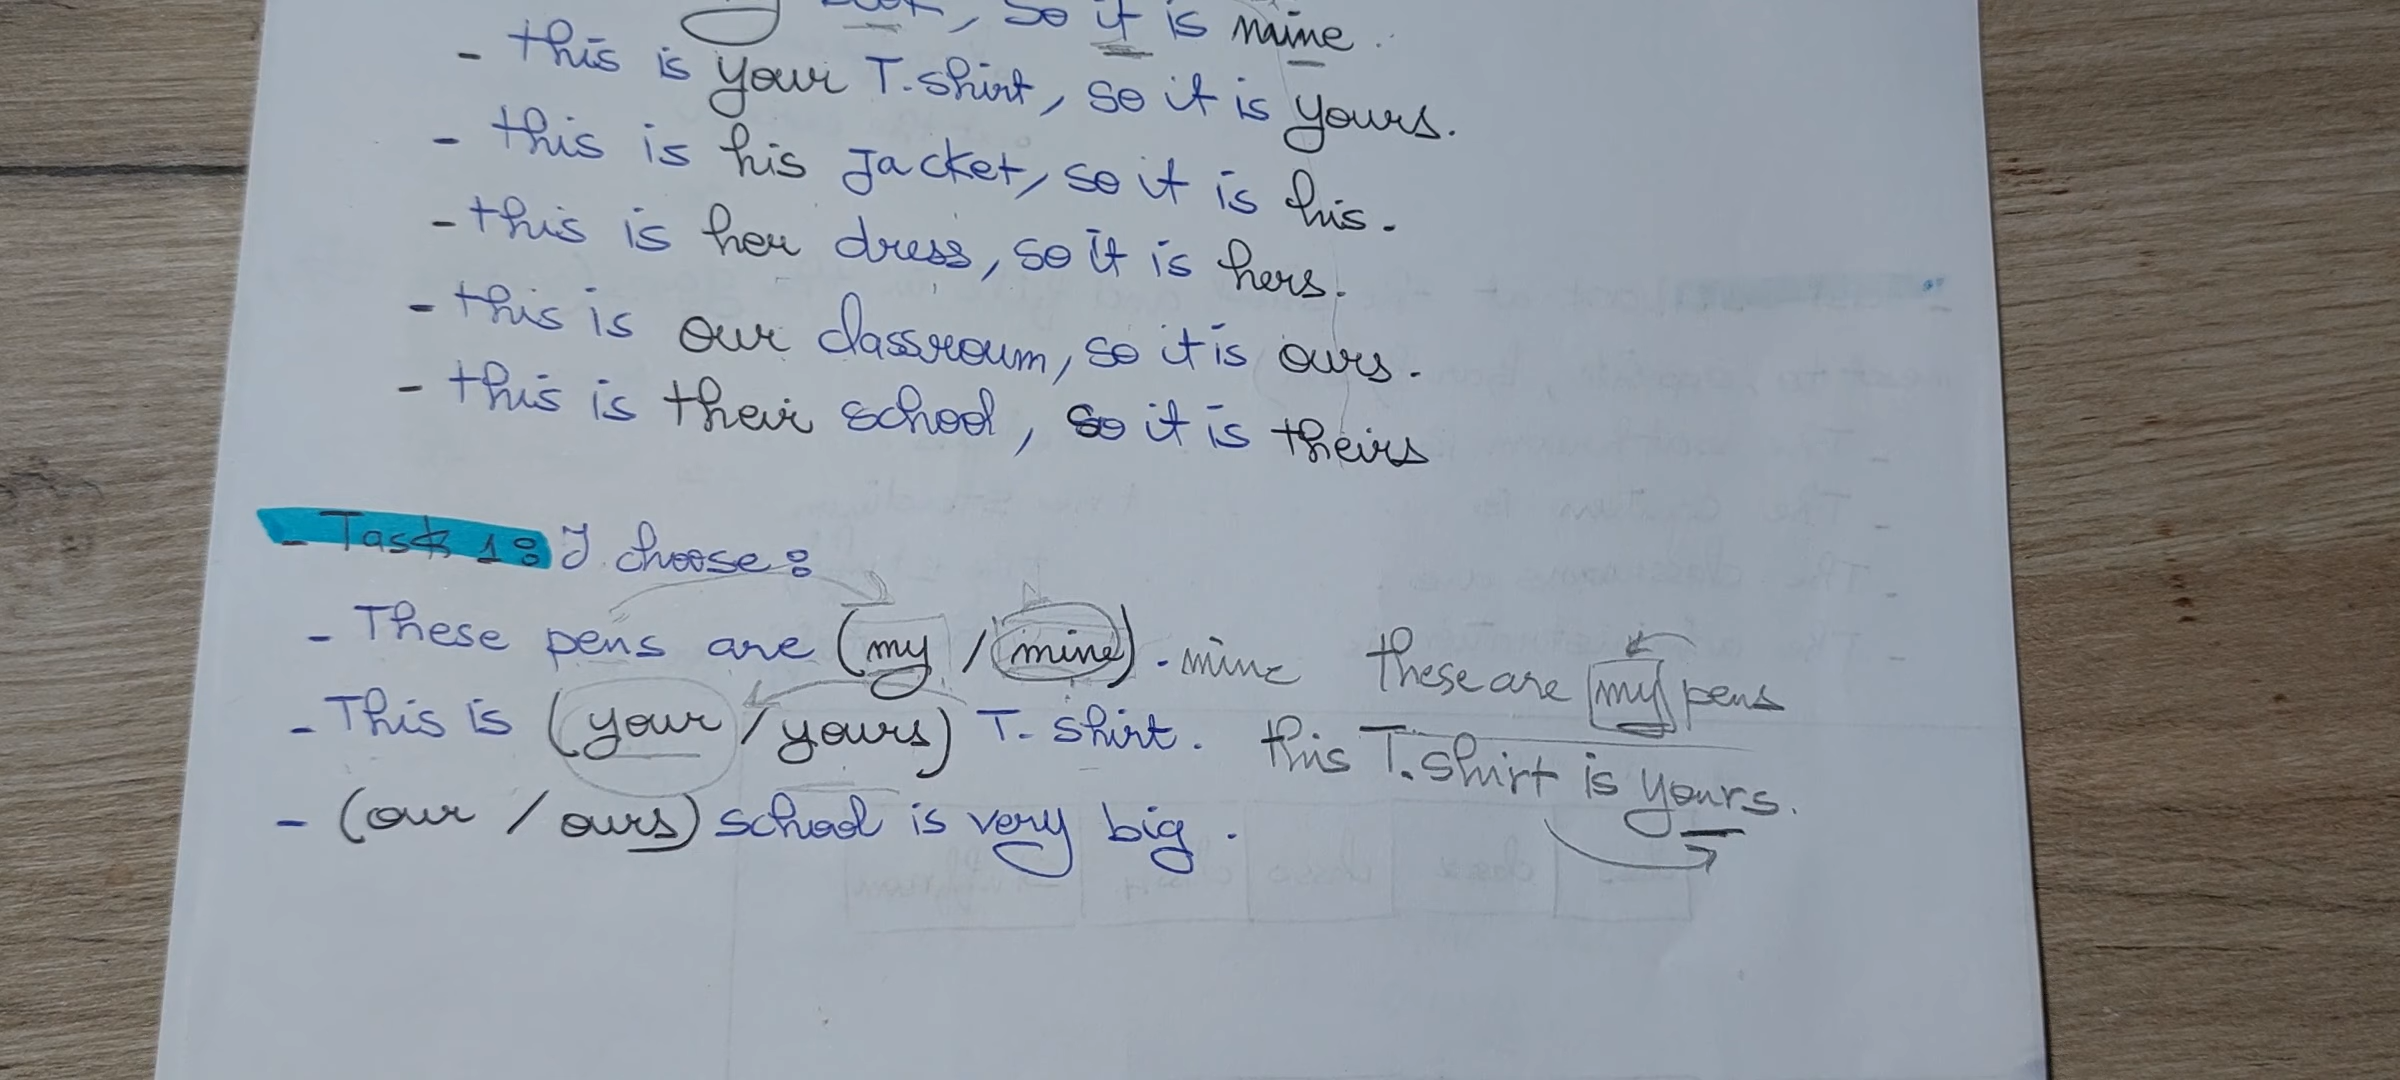 so it is mine.
- this is your T.shirt, so it is yours.
- this is his Jacket, so it is his.
- this is her dress, so it is hers.
- this is our classroum, so it is ours.
- this is their school, so it is theirs
- Task 1: I choose:
- These pens are (my / mine). mine these are my pens
- This is (your / yours) T. shirt. this T.shirt is yours.
- (our / ours) school is very big.